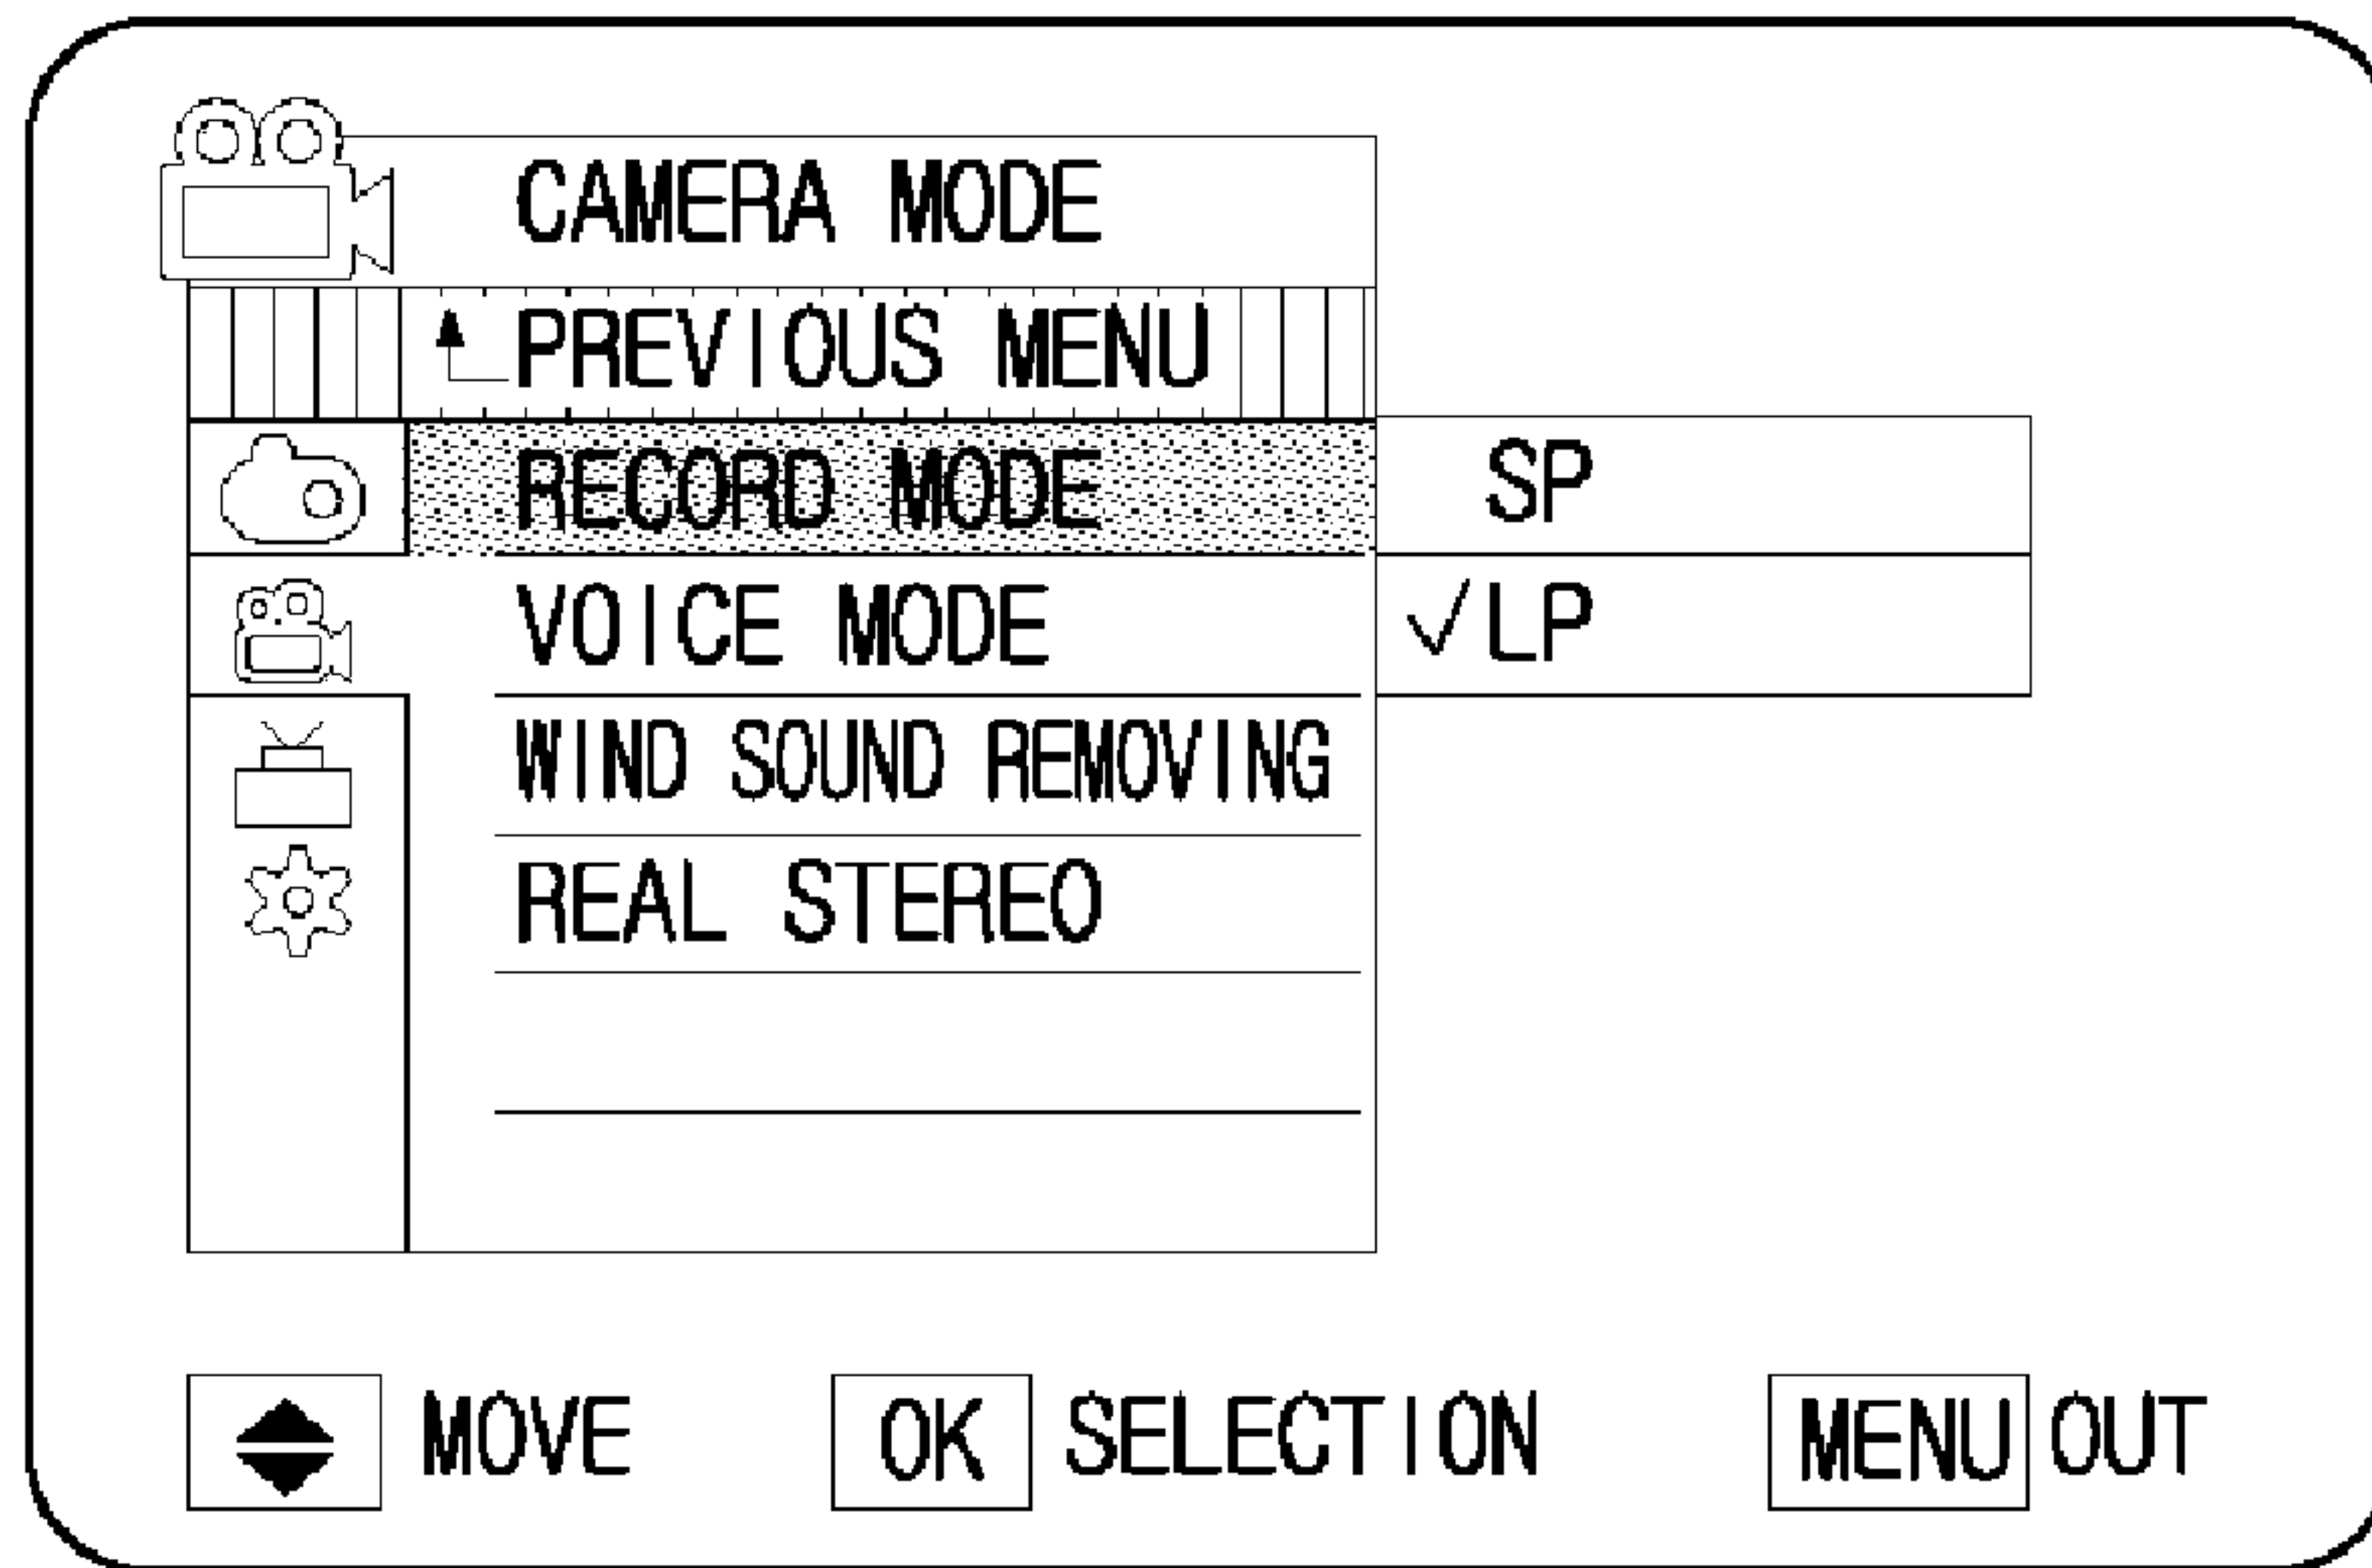 CAMERA MODE
PREVIOUS MENU
RECORD MODE SP
VOICE MODE ✓LP
WIND SOUND REMOVING
REAL STEREO
MOVE OK SELECTION MENU OUT